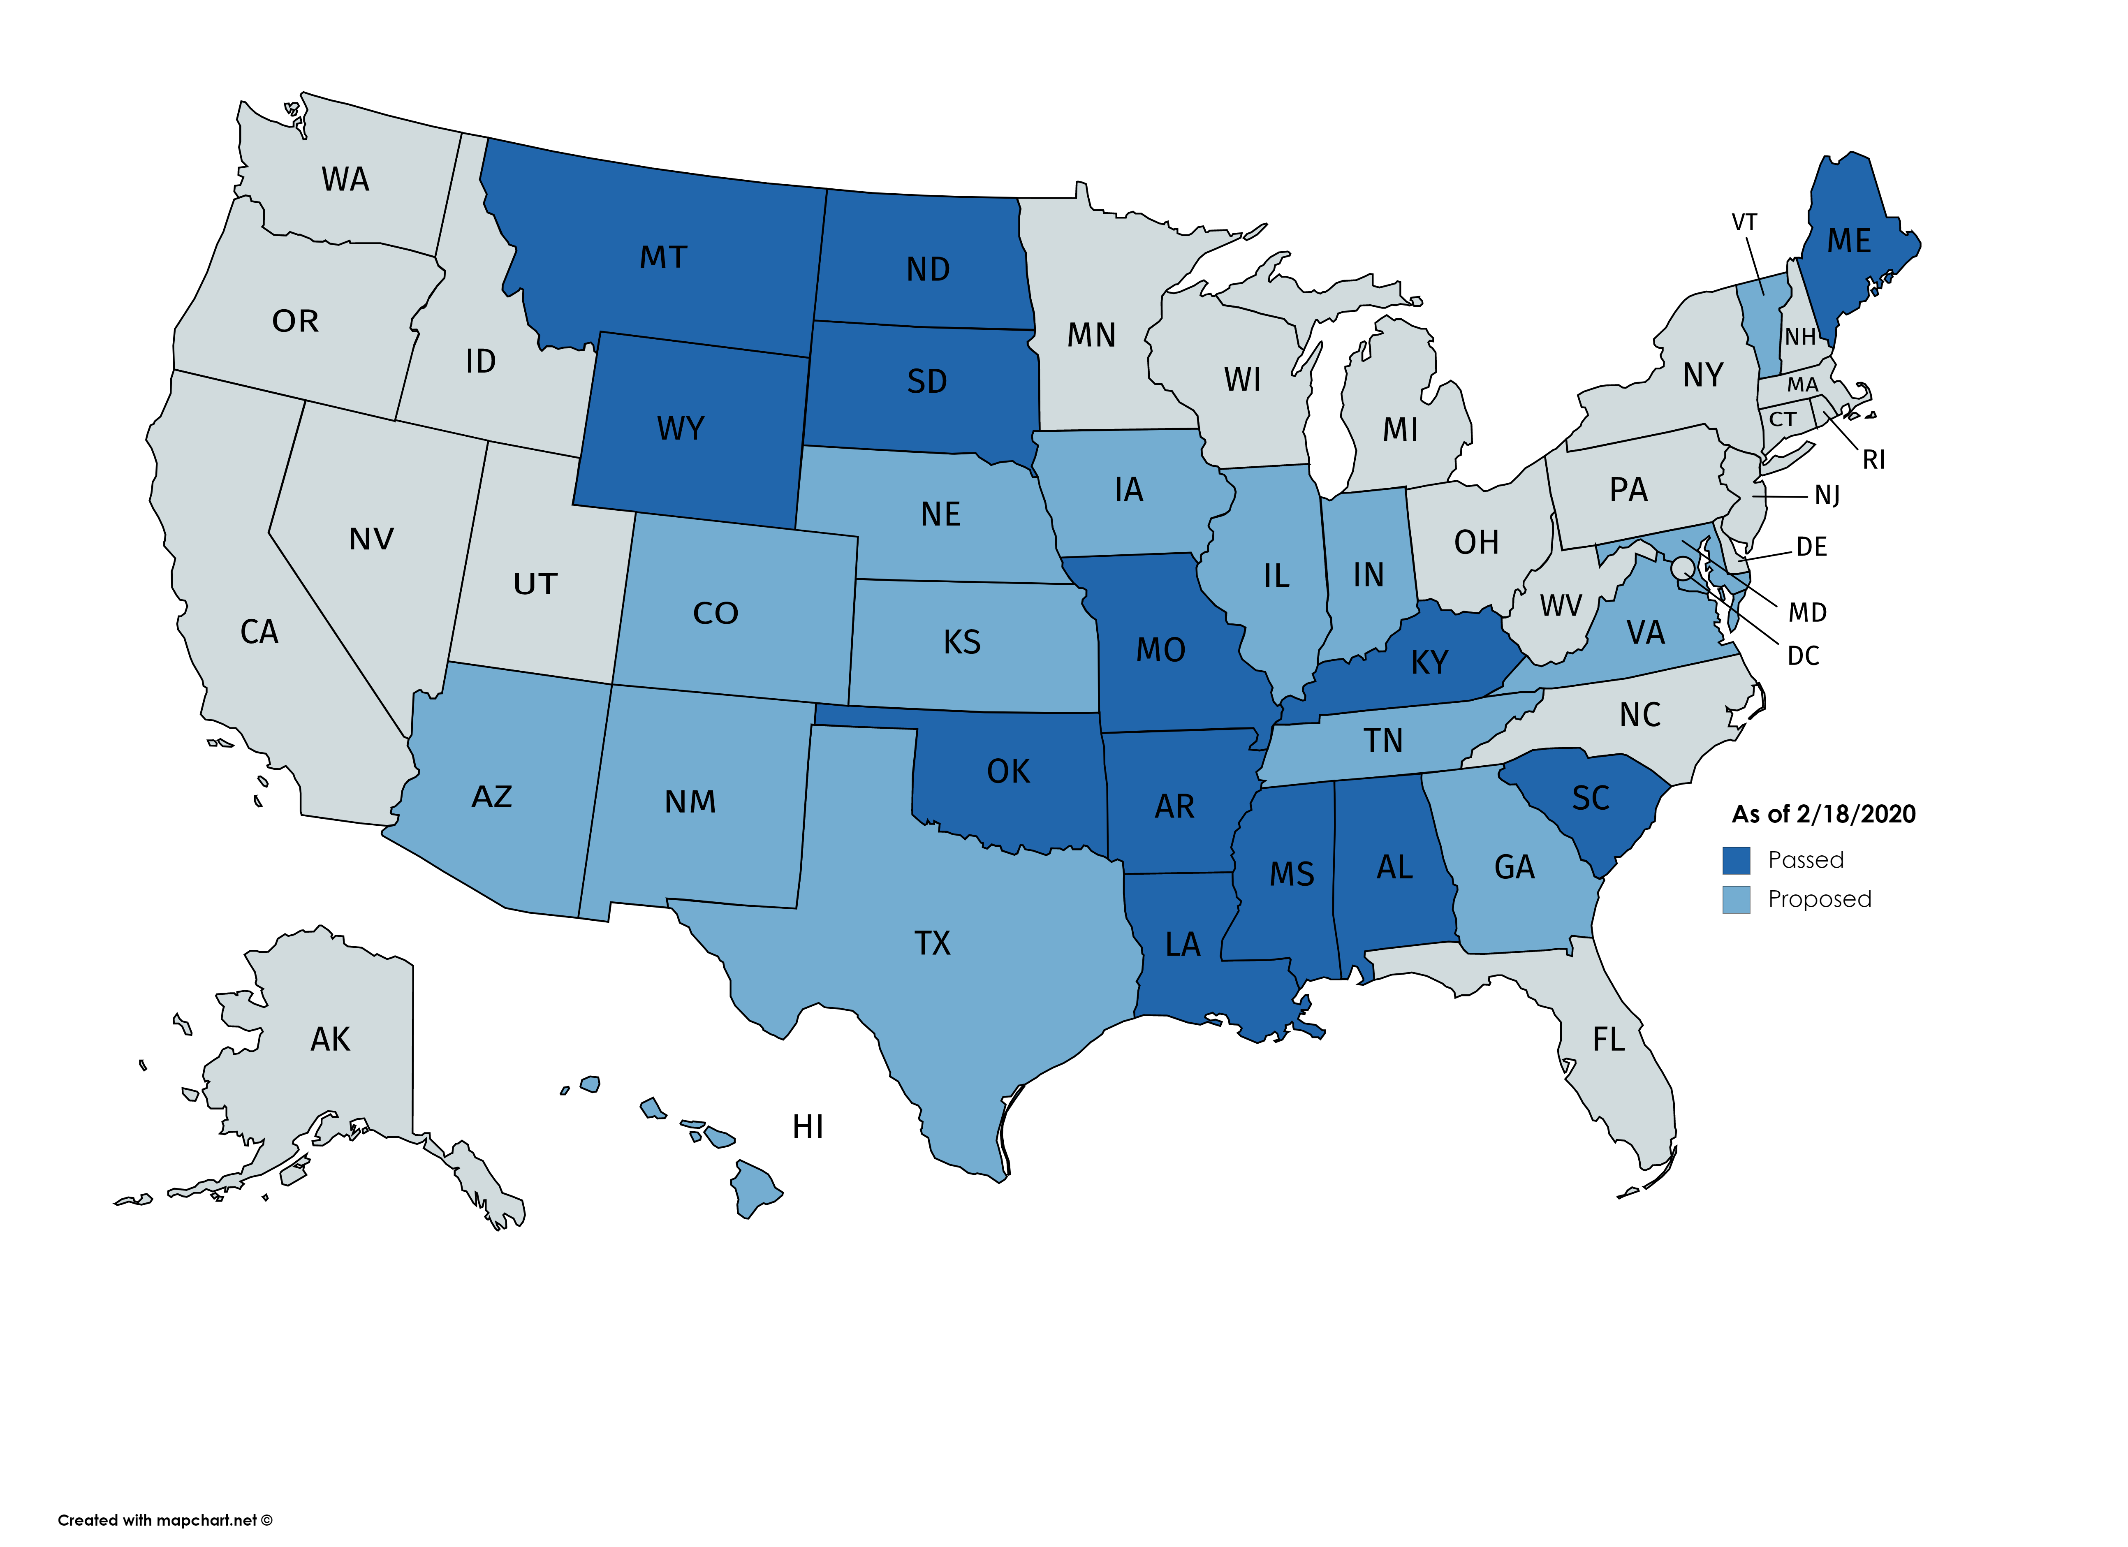 WA
MT
ND
VT
ME
OR
ID
MN
WI
SD
WY
NY
NH
MA
CT
RI
MI
IA
NE
PA
NJ
NV
UT
CO
KS
IL
IN
OH
DE
WV
MD
VA
DC
CA
MO
KY
NC
TN
AZ
NM
OK
AR
SC
MS
AL
GA
LA
TX
FL
AK
HI
As of 2/18/2020
Passed
Proposed
Created with mapchart.net ©